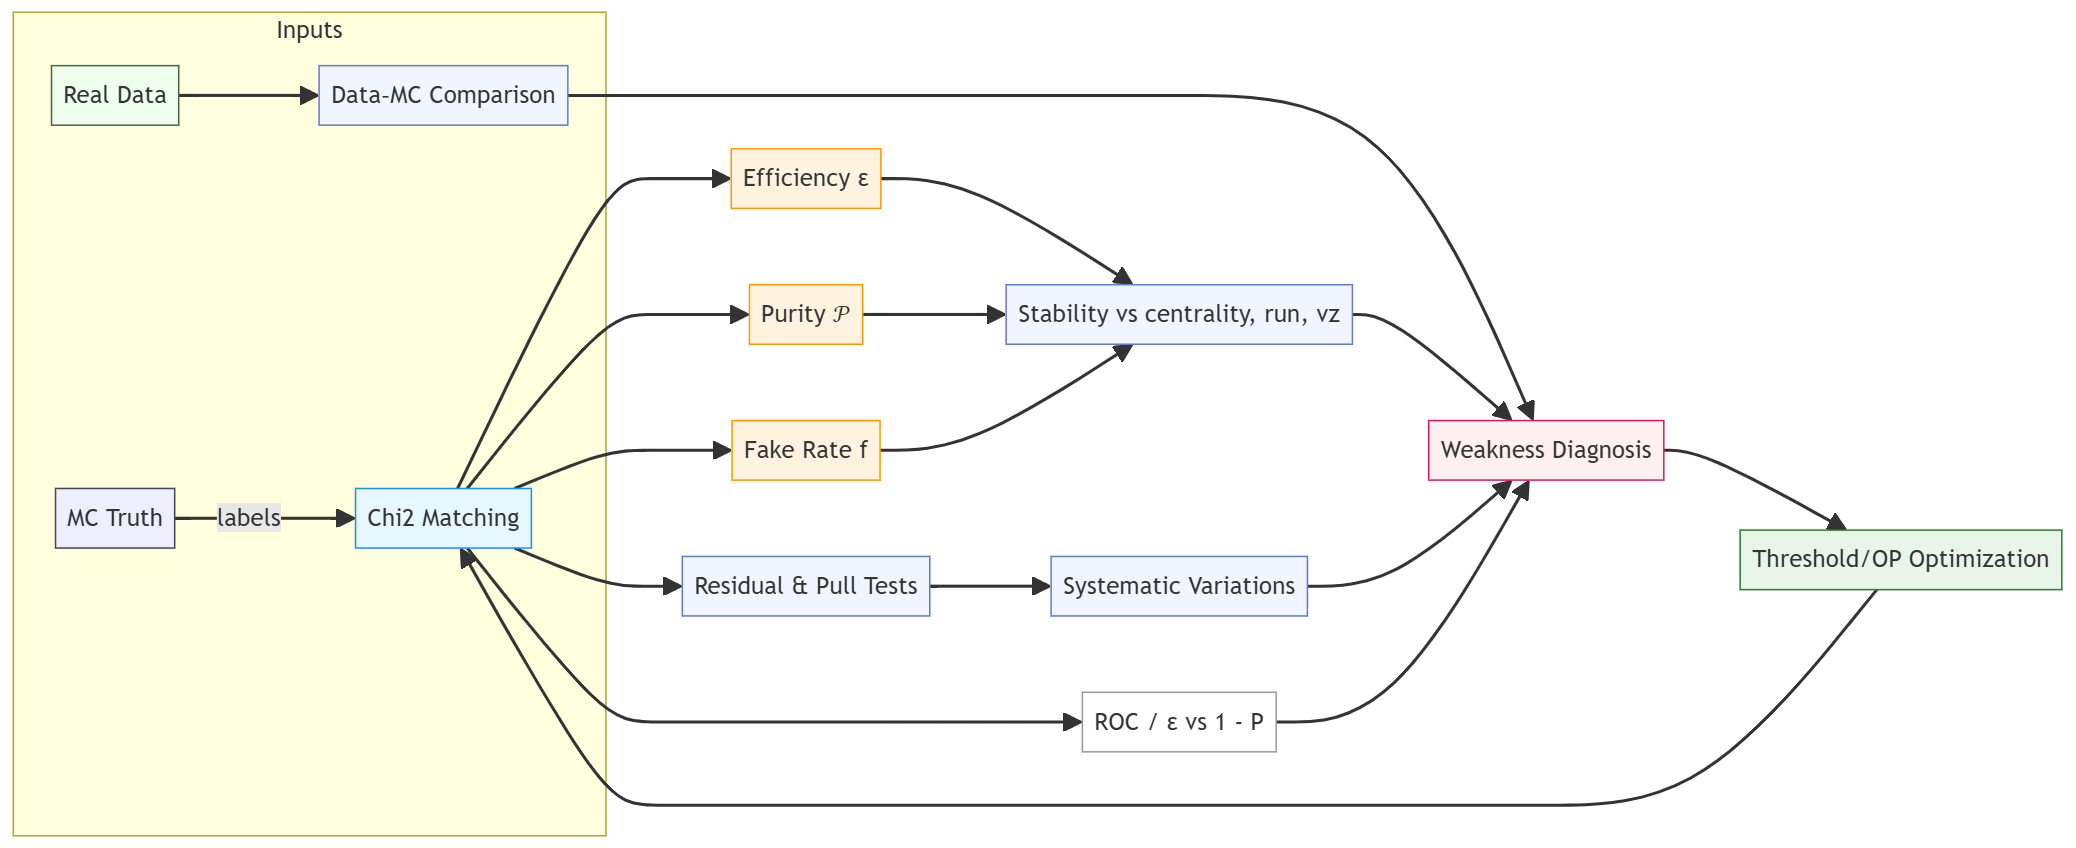 Inputs
Real Data
Data-MC Comparison
Efficiency ε
Purity 𝒫
Stability vs centrality, run, vz
Fake Rate f
Weakness Diagnosis
MC Truth
labels
Chi2 Matching
Threshold/OP Optimization
Residual & Pull Tests
Systematic Variations
ROC / ε vs 1 - P